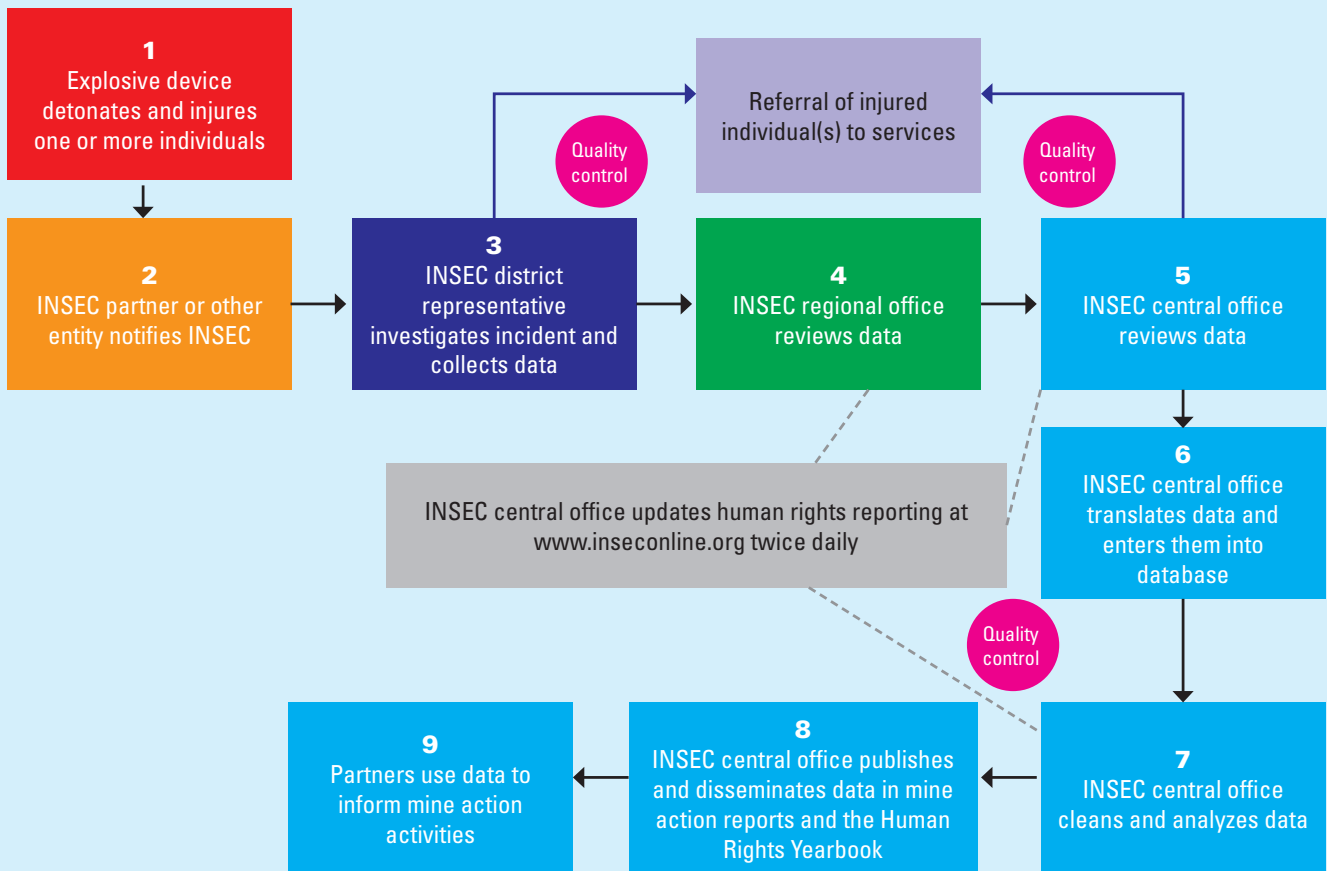 1
Explosive device
detonates and injures
one or more individuals
Referral of injured
individual(s) to services
Quality
control
Quality
control
2
INSEC partner or other
entity notifies INSEC
3
INSEC district
representative
investigates incident and
collects data
4
INSEC regional office
reviews data
5
INSEC central office
reviews data
6
INSEC central office
translates data and
enters them into
database
INSEC central office updates human rights reporting at
www.inseconline.org twice daily
Quality
control
7
INSEC central office
cleans and analyzes data
8
INSEC central office publishes
and disseminates data in mine
action reports and the Human
Rights Yearbook
9
Partners use data to
inform mine action
activities